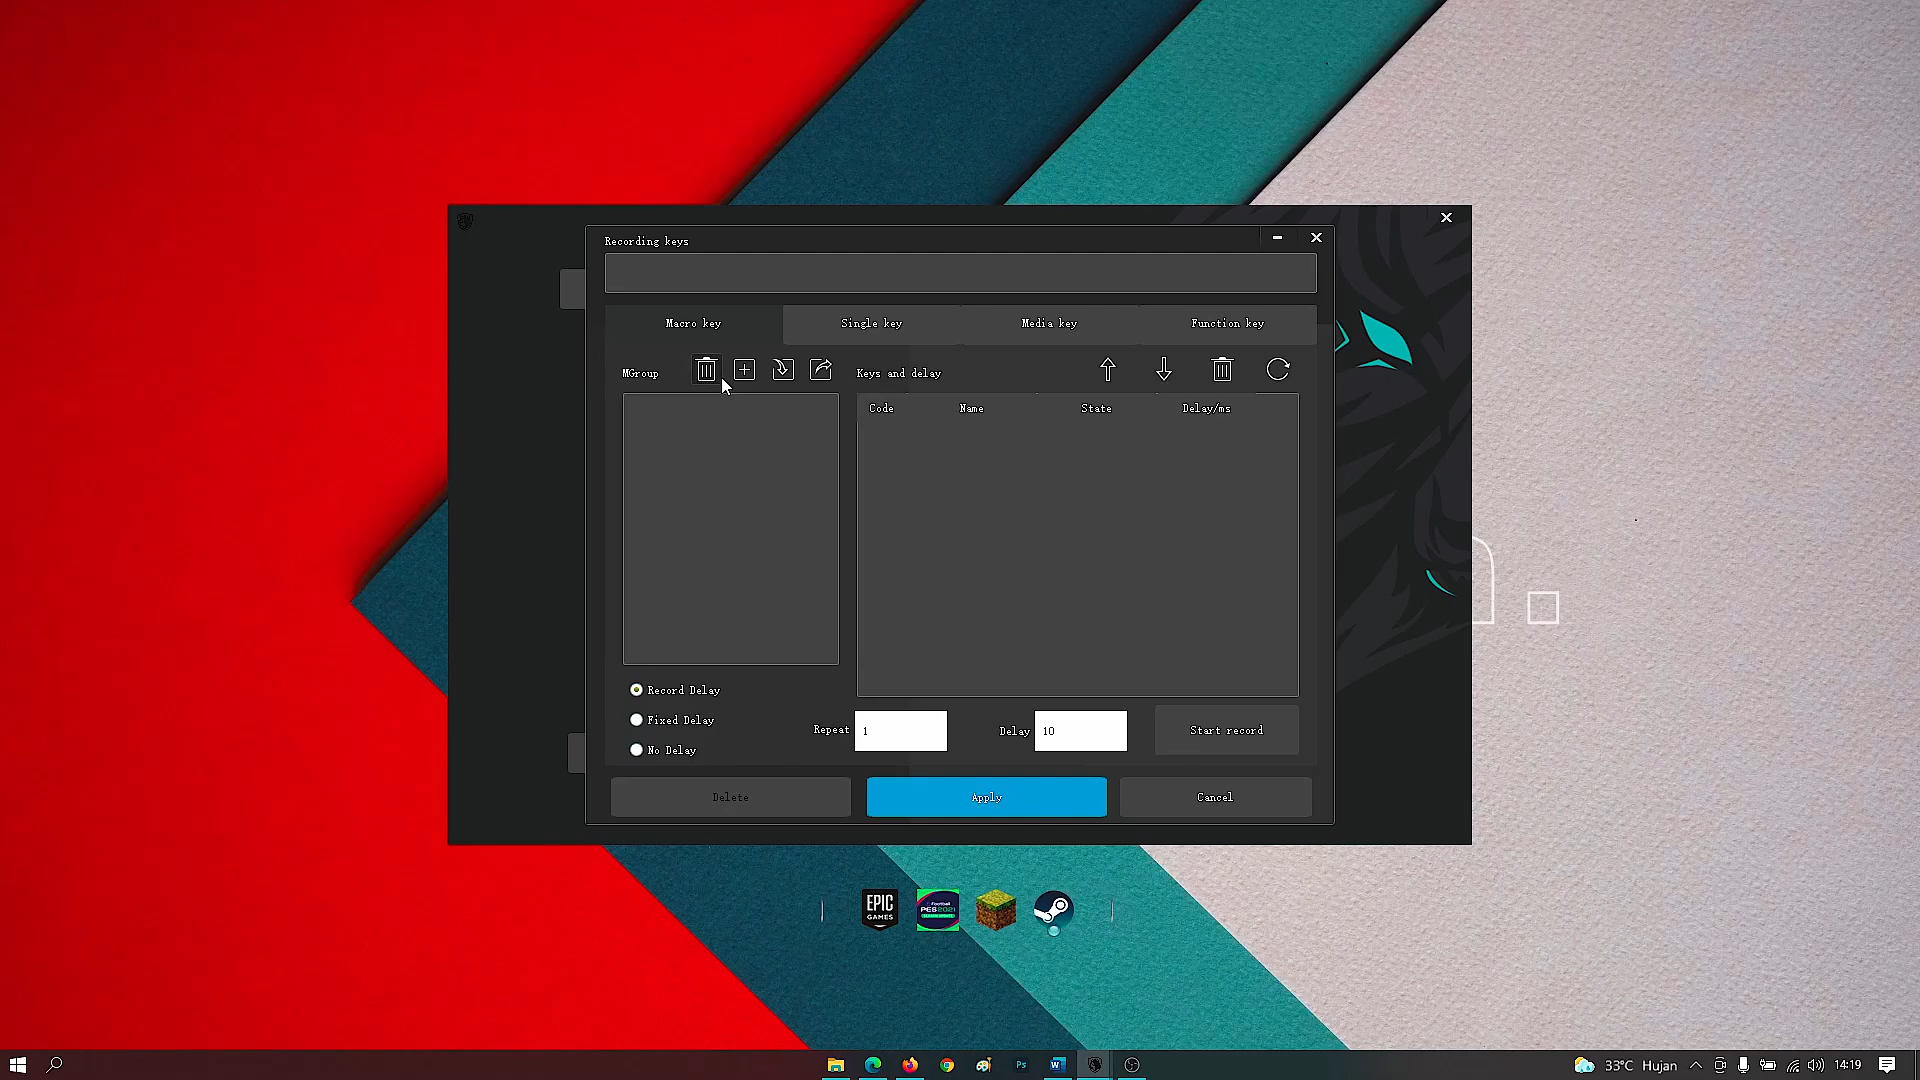 Recording keys
Macro key
Single key
Media key
Function key
MGroup
Keys and delay
Code
Name
State
Delay/ms
Record Delay
Fixed Delay
No Delay
Repeat
1
Delay
10
Start record
Delete
Apply
Cancel
EPIC
GAMES
PES2021
Ps
W
33°C Hujan
14:19